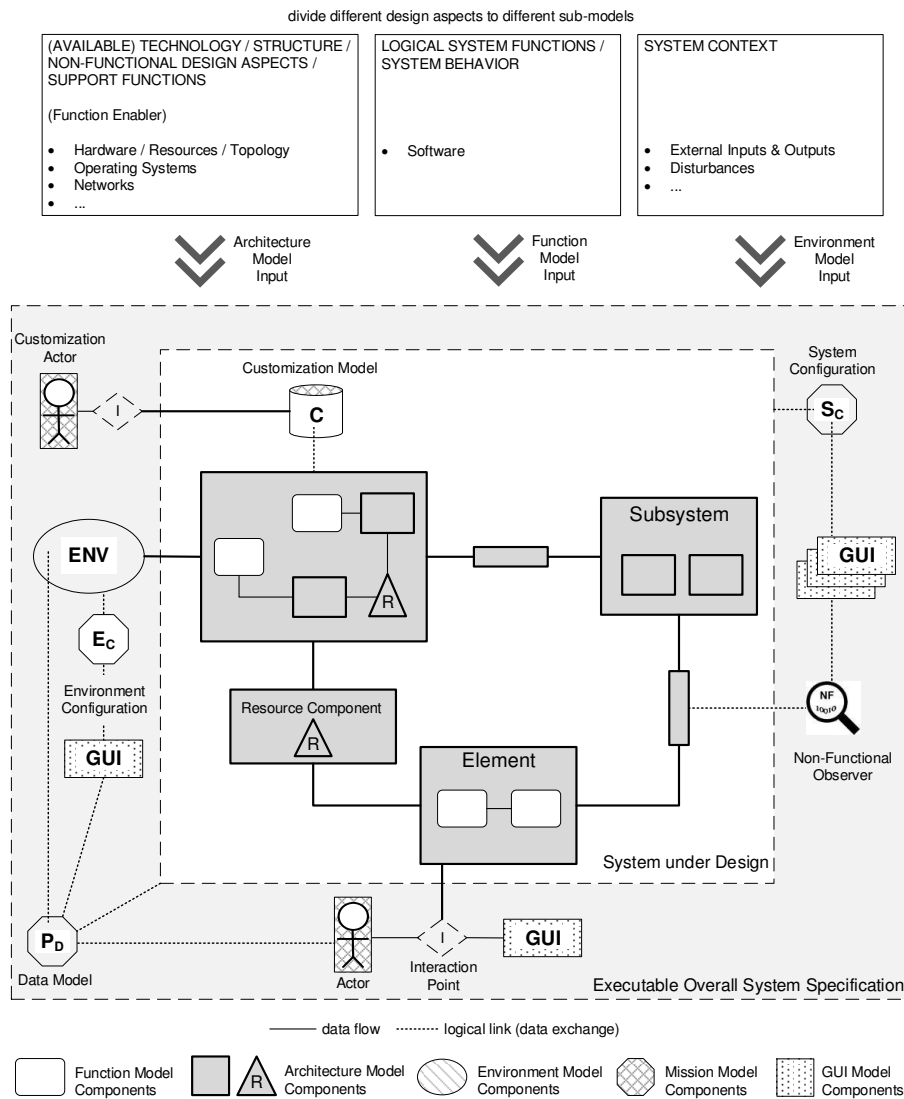 divide different design aspects to different sub-models
(AVAILABLE) TECHNOLOGY / STRUCTURE /
NON-FUNCTIONAL DESIGN ASPECTS /
SUPPORT FUNCTIONS
(Function Enabler)
• Hardware / Resources / Topology
• Operating Systems
• Networks
• ...
LOGICAL SYSTEM FUNCTIONS /
SYSTEM BEHAVIOR
• Software
SYSTEM CONTEXT
• External Inputs & Outputs
• Disturbances
• ...
Architecture
Model
Input
Function
Model
Input
Environment
Model
Input
Customization
Actor
I
Customization Model
C
System
Configuration
SC
ENV
R
Subsystem
GUI
EC
Environment
Configuration
GUI
Resource Component
R
NF
10010
Non-Functional
Observer
Element
System under Design
PD
Data Model
Actor
I
Interaction
Point
GUI
Executable Overall System Specification
data flow
logical link (data exchange)
Function Model
Components
R
Architecture Model
Components
Environment Model
Components
Mission Model
Components
GUI Model
Components